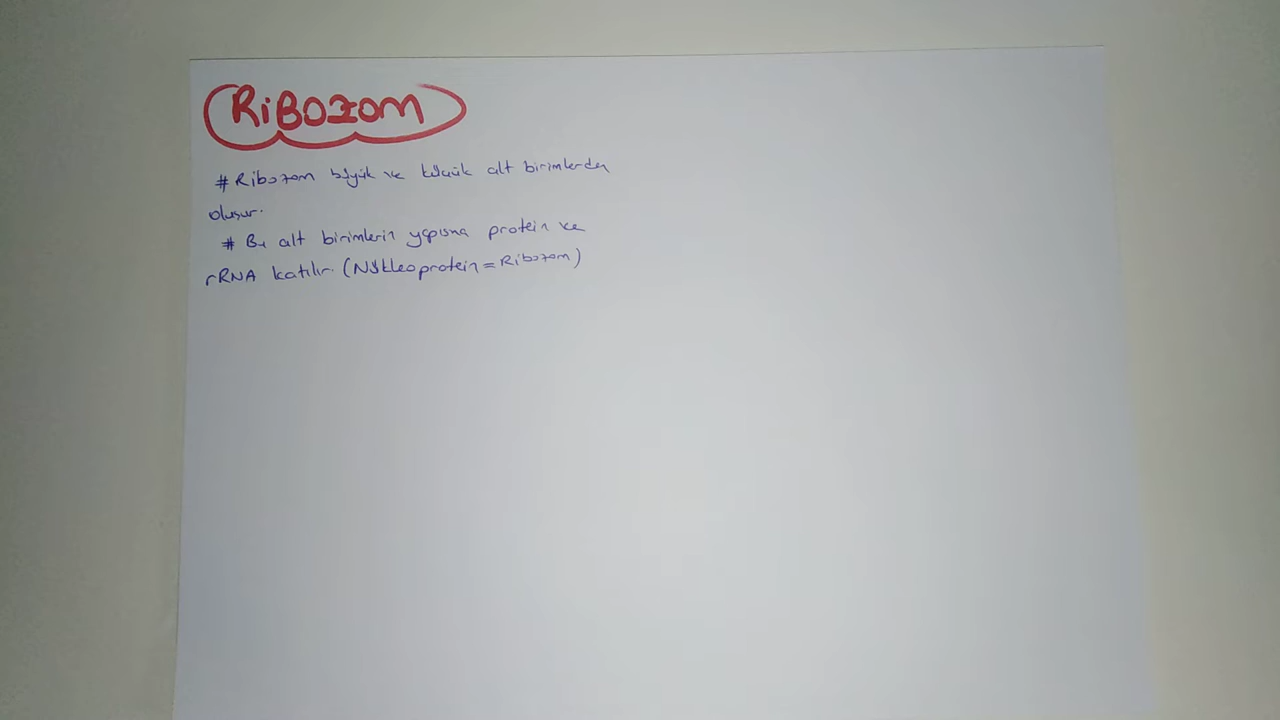 RiBozom
# Ribozom büyük ve küçük alt birimlerden
oluşur.
# Bu alt birimlerin yapısına protein ve
rRNA katılır. (Nükleoprotein = Ribozom)